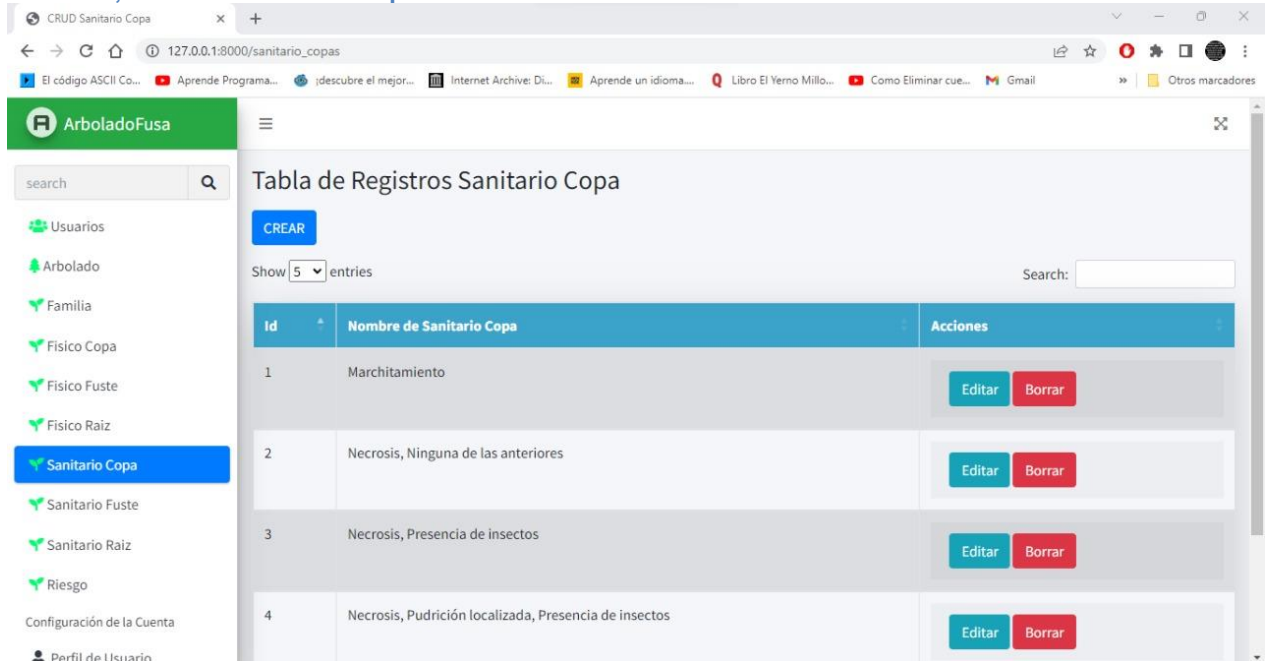 CRUD Sanitario Copa
127.0.0.1:8000/sanitario_copas
El código ASCII Co... Aprende Programa... ¡descubre el mejor... Internet Archive: Di... Aprende un idioma.... Libro El Yerno Millo... Como Eliminar cue... Gmail » Otros marcadores
ArboladoFusa
search
Usuarios
Arbolado
Familia
Fisico Copa
Fisico Fuste
Fisico Raiz
Sanitario Copa
Sanitario Fuste
Sanitario Raiz
Riesgo
Configuración de la Cuenta
Perfil de Usuario
Tabla de Registros Sanitario Copa
CREAR
Show 5 entries Search:
Id Nombre de Sanitario Copa Acciones
1 Marchitamiento Editar Borrar
2 Necrosis, Ninguna de las anteriores Editar Borrar
3 Necrosis, Presencia de insectos Editar Borrar
4 Necrosis, Pudrición localizada, Presencia de insectos Editar Borrar